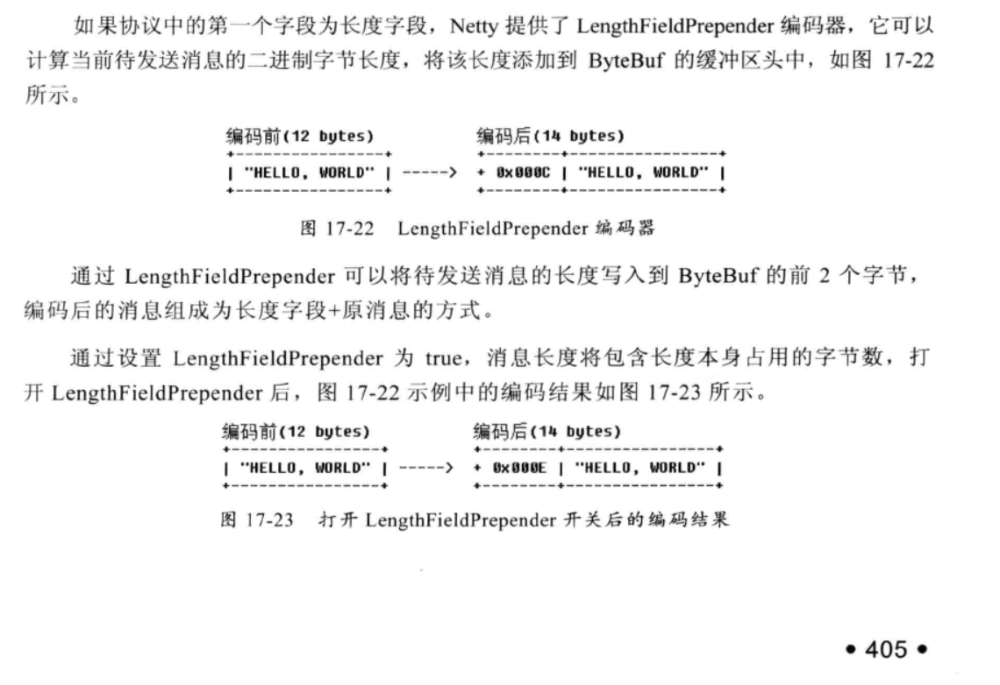 如果协议中的第一个字段为长度字段，Netty 提供了 LengthFieldPrepender 编码器，它可以
计算当前待发送消息的二进制字节长度，将该长度添加到 ByteBuf 的缓冲区头中，如图 17-22
所示。
编码前(12 bytes) 编码后(14 bytes)
+----------------+ +--------+----------------+
| "HELLO, WORLD" | -----> + 0x000C | "HELLO, WORLD" |
+----------------+ +--------+----------------+
图 17-22 LengthFieldPrepender 编码器
通过 LengthFieldPrepender 可以将待发送消息的长度写入到 ByteBuf 的前 2 个字节，
编码后的消息组成为长度字段+原消息的方式。
通过设置 LengthFieldPrepender 为 true，消息长度将包含长度本身占用的字节数，打
开 LengthFieldPrepender 后，图 17-22 示例中的编码结果如图 17-23 所示。
编码前(12 bytes) 编码后(14 bytes)
+----------------+ +--------+----------------+
| "HELLO, WORLD" | -----> + 0x000E | "HELLO, WORLD" |
+----------------+ +--------+----------------+
图 17-23 打开 LengthFieldPrepender 开关后的编码结果
• 405 •